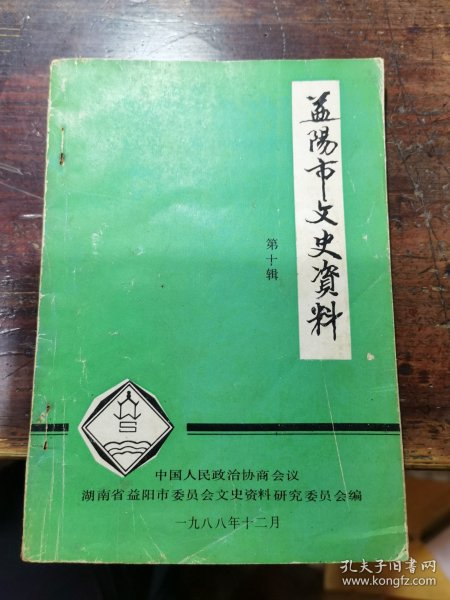 益陽市文史資料
第十辑
中国人民政治协商会议
湖南省益阳市委员会文史资料研究委员会编
一九八八年十二月
孔夫子旧书网
www.kongfz.com